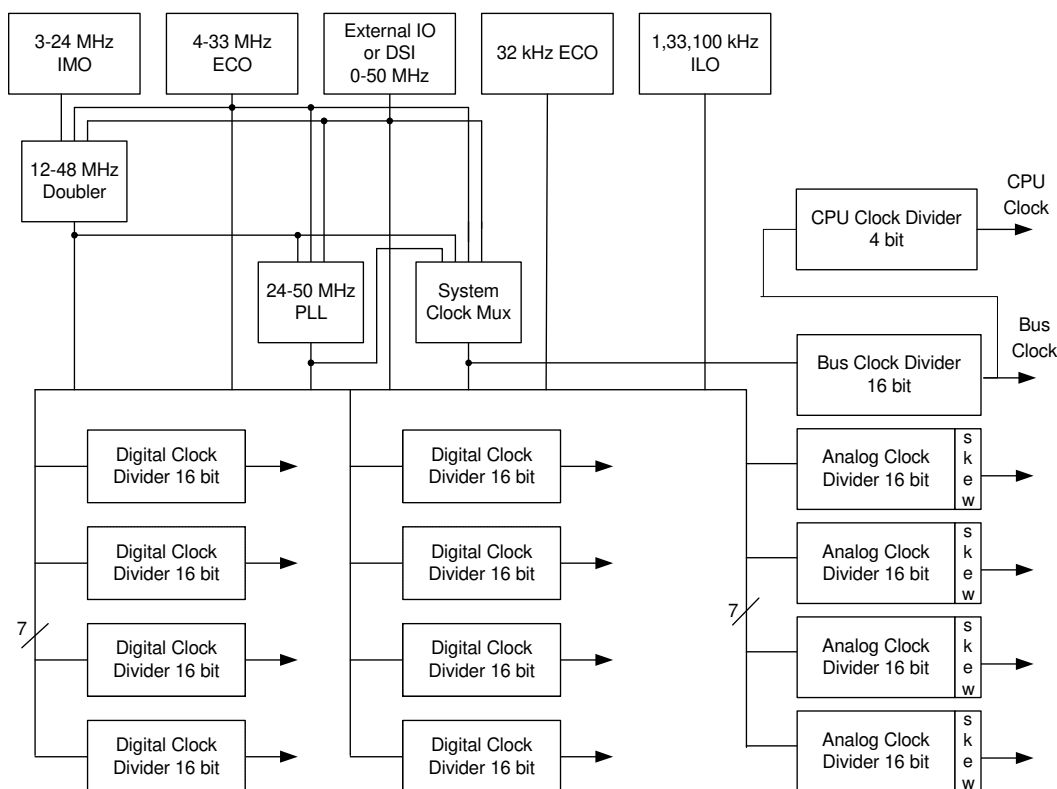 3-24 MHz
IMO
4-33 MHz
ECO
External IO
or DSI
0-50 MHz
32 kHz ECO
1,33,100 kHz
ILO
12-48 MHz
Doubler
24-50 MHz
PLL
System
Clock Mux
CPU Clock Divider
4 bit
CPU
Clock
Bus Clock Divider
16 bit
Bus
Clock
Digital Clock
Divider 16 bit
Digital Clock
Divider 16 bit
Analog Clock
Divider 16 bit
s
k
e
w
Digital Clock
Divider 16 bit
Digital Clock
Divider 16 bit
Analog Clock
Divider 16 bit
s
k
e
w
7
7
Digital Clock
Divider 16 bit
Digital Clock
Divider 16 bit
Analog Clock
Divider 16 bit
s
k
e
w
Digital Clock
Divider 16 bit
Digital Clock
Divider 16 bit
Analog Clock
Divider 16 bit
s
k
e
w